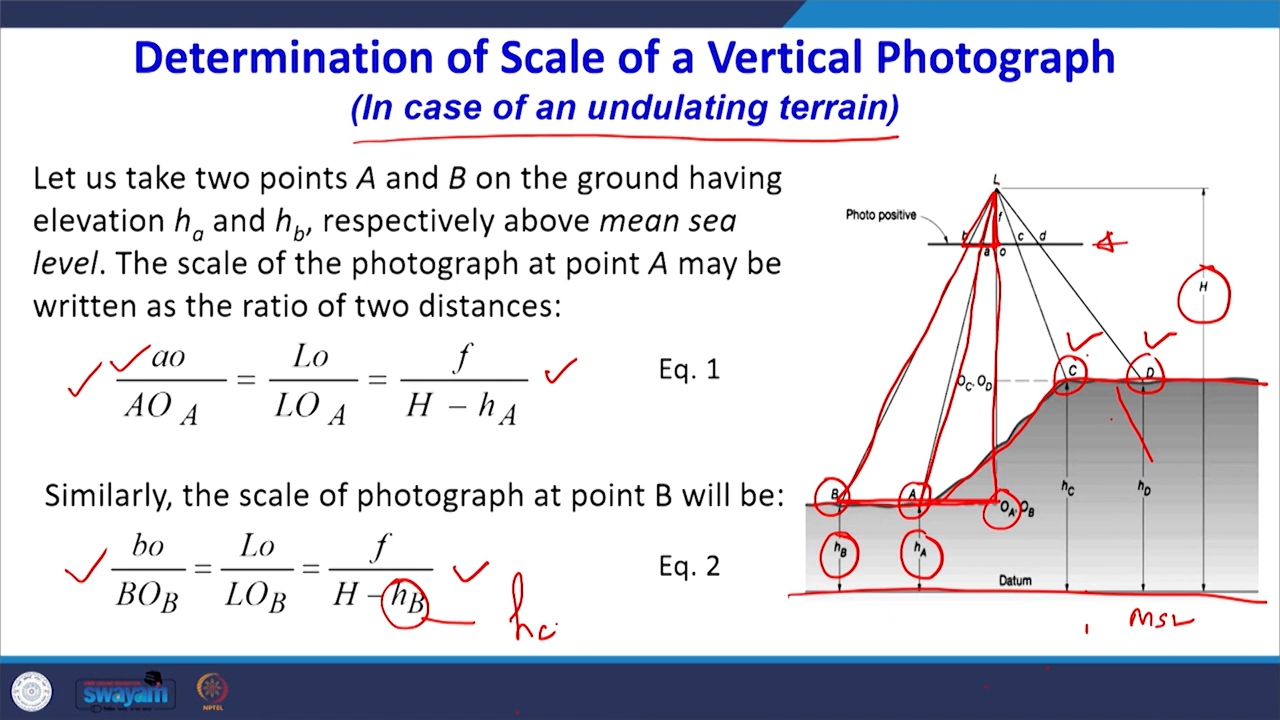 Determination of Scale of a Vertical Photograph
(In case of an undulating terrain)
Let us take two points A and B on the ground having
elevation hₐ and h_b, respectively above mean sea
level. The scale of the photograph at point A may be
written as the ratio of two distances:
ao / AO_A = Lo / LO_A = f / (H – h_A) Eq. 1
Similarly, the scale of photograph at point B will be:
bo / BO_B = Lo / LO_B = f / (H – h_B) Eq. 2
hc
L
f
Photo positive
b a o c d
H
O_C, O_D
C D
B A O_A, O_B
h_B h_A h_C h_D
Datum
MSL
swayam
NPTEL